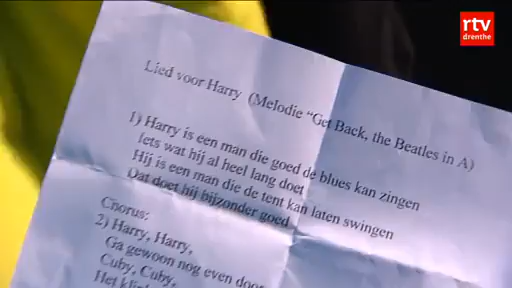 rtv
drenthe
Lied voor Harry (Melodie "Get Back, the Beatles in A)
1) Harry is een man die goed de blues kan zingen
Iets wat hij al heel lang doet
Hij is een man die de tent kan laten swingen
Dat doet hij bijzonder goed
Chorus:
2) Harry, Harry,
Ga gewoon nog even door
Cuby, Cuby,
Het